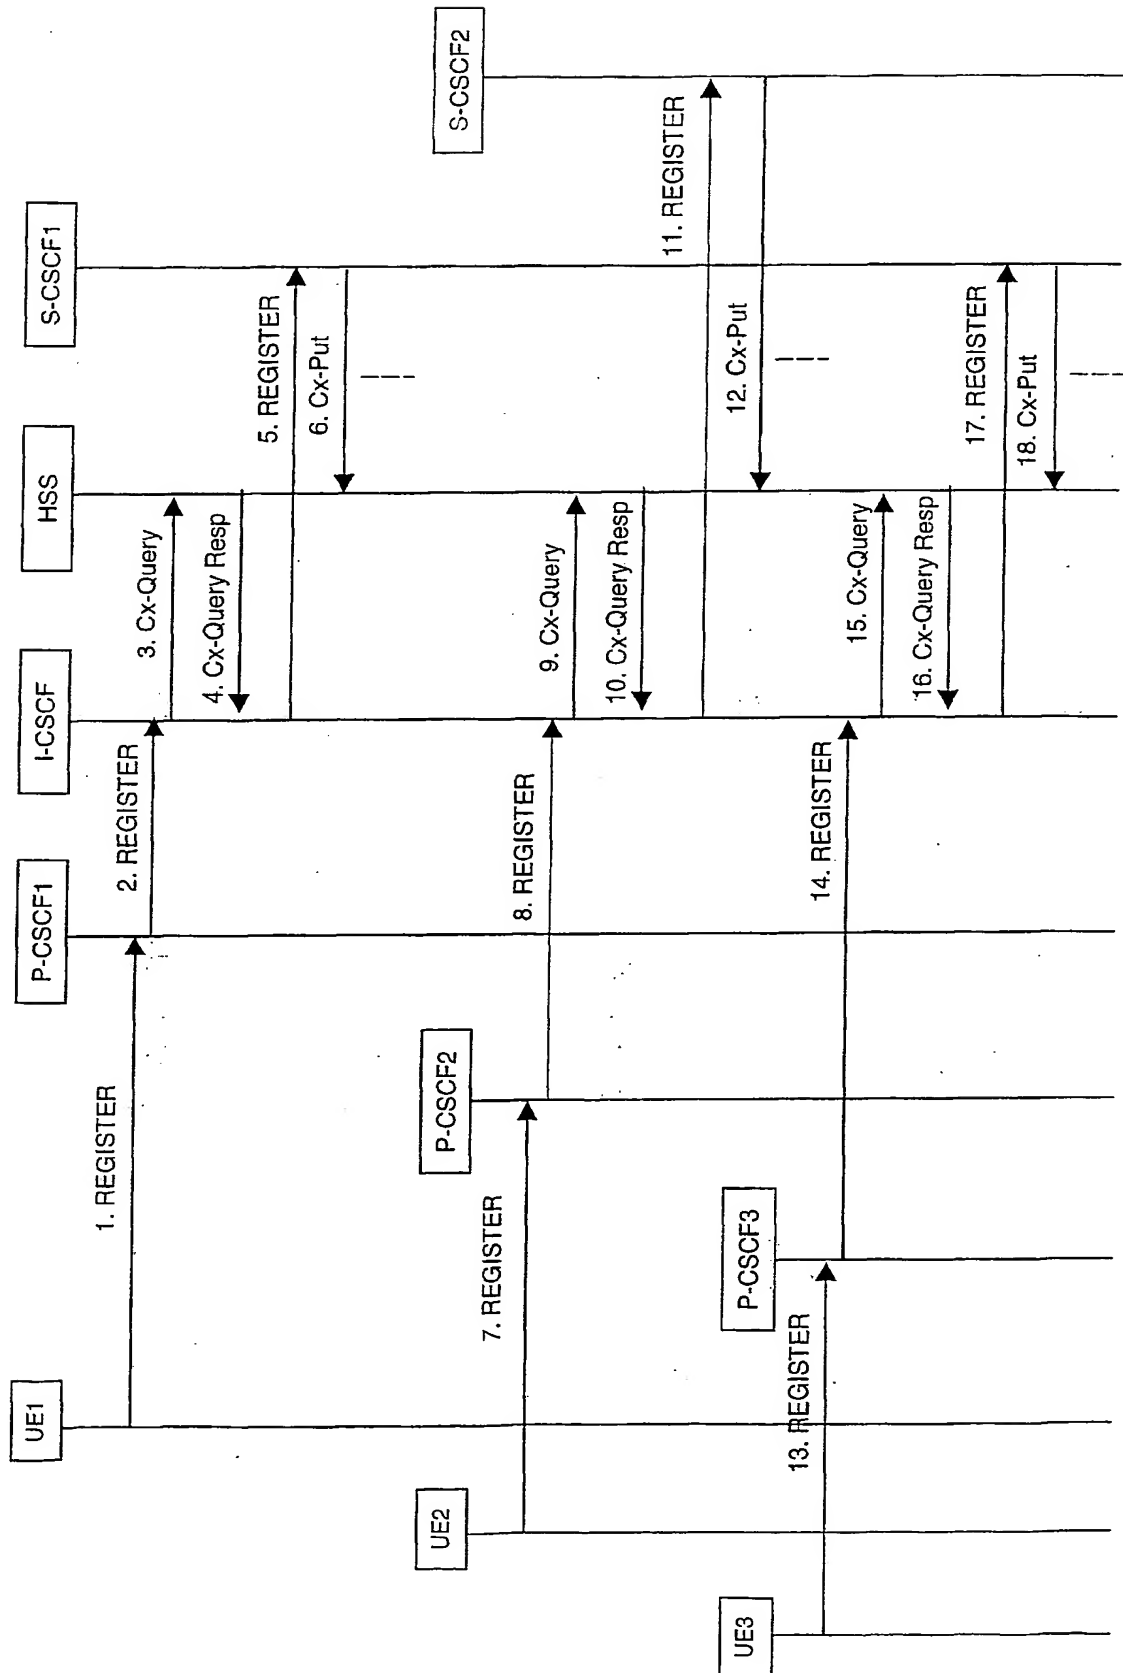 UE1
P-CSCF1
I-CSCF
HSS
S-CSCF1
1. REGISTER
2. REGISTER
3. Cx-Query
4. Cx-Query Resp
5. REGISTER
6. Cx-Put
UE2
P-CSCF2
S-CSCF2
7. REGISTER
8. REGISTER
9. Cx-Query
10. Cx-Query Resp
11. REGISTER
12. Cx-Put
UE3
P-CSCF3
13. REGISTER
14. REGISTER
15. Cx-Query
16. Cx-Query Resp
17. REGISTER
18. Cx-Put